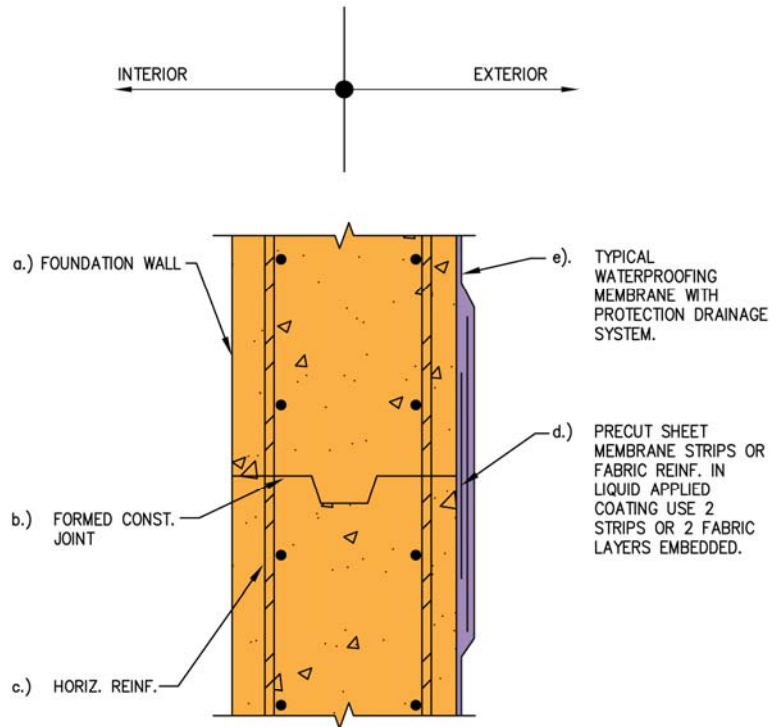 INTERIOR
EXTERIOR
a.) FOUNDATION WALL
e). TYPICAL
WATERPROOFING
MEMBRANE WITH
PROTECTION DRAINAGE
SYSTEM.
d.) PRECUT SHEET
MEMBRANE STRIPS OR
FABRIC REINF. IN
LIQUID APPLIED
COATING USE 2
STRIPS OR 2 FABRIC
LAYERS EMBEDDED.
b.) FORMED CONST.
JOINT
c.) HORIZ. REINF.